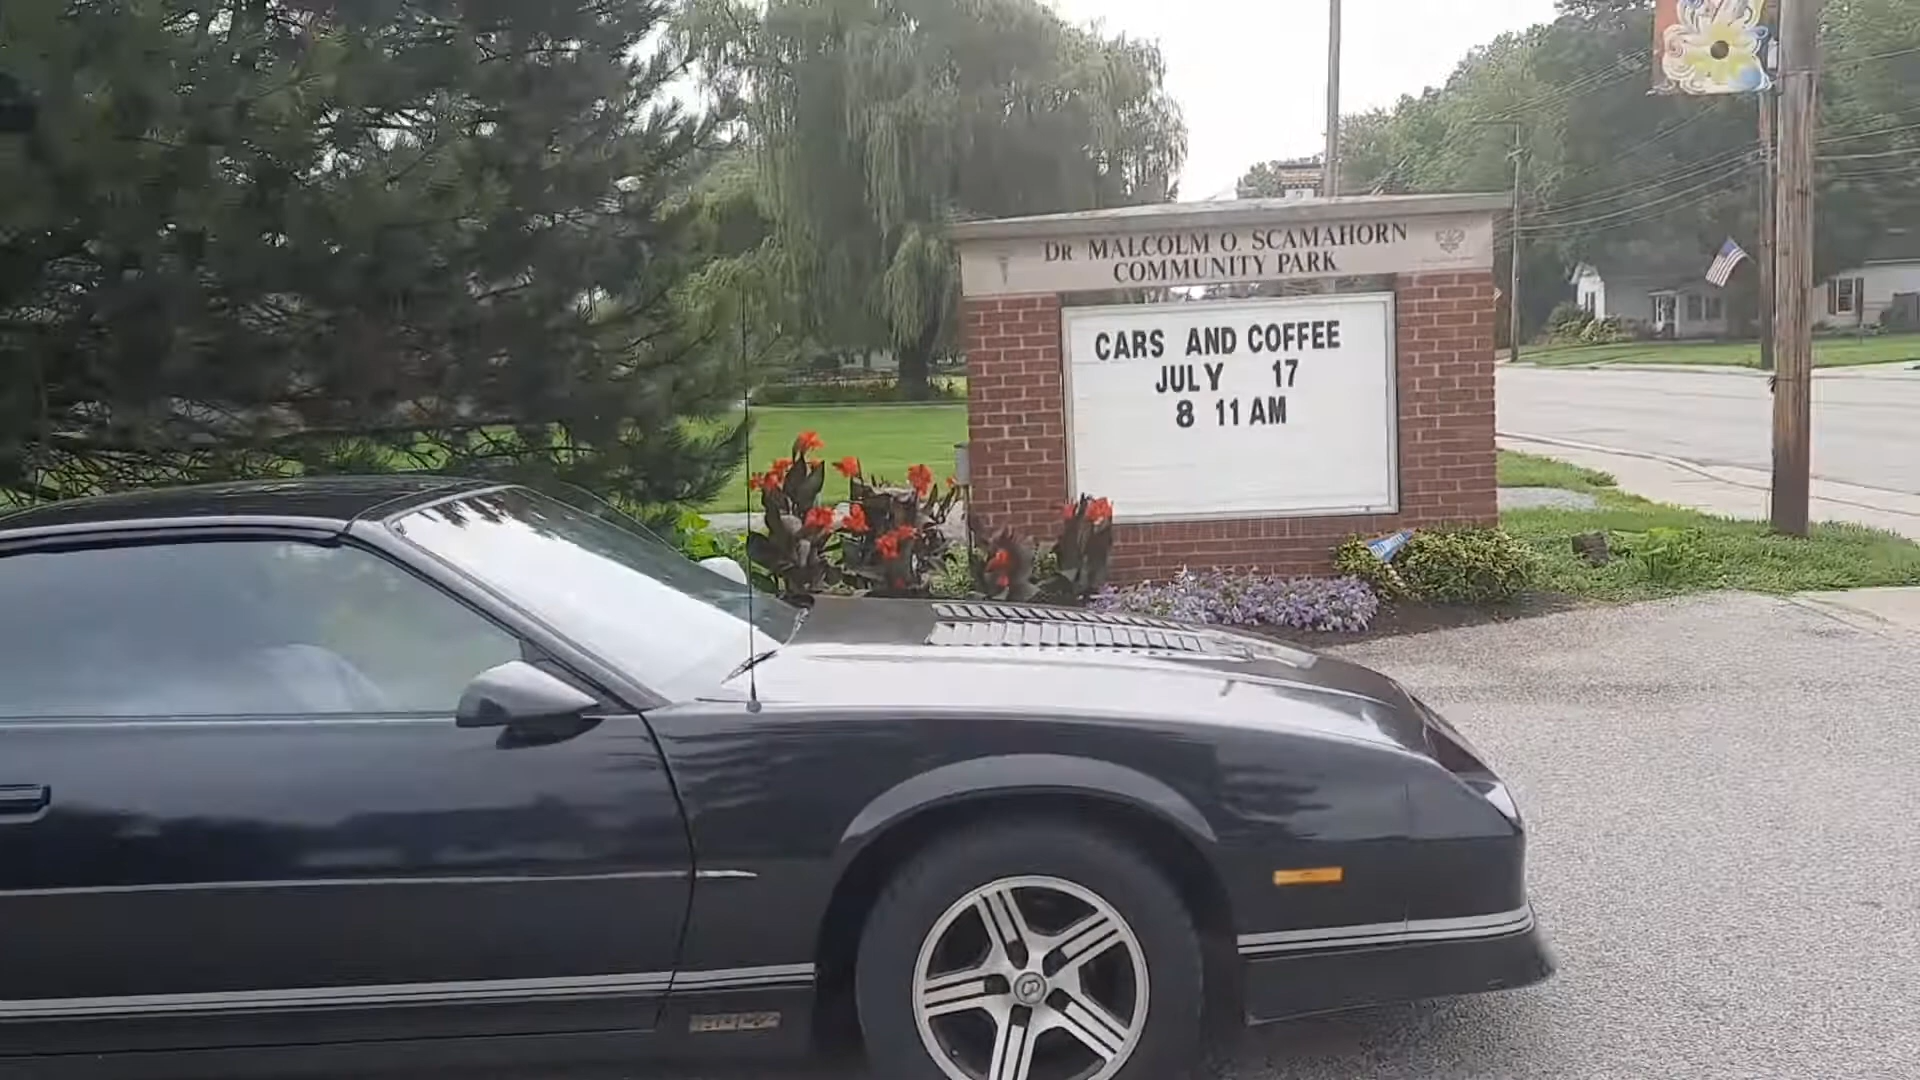 DR MALCOLM O. SCAMAHORN
COMMUNITY PARK
CARS AND COFFEE
JULY 17
8 11 AM